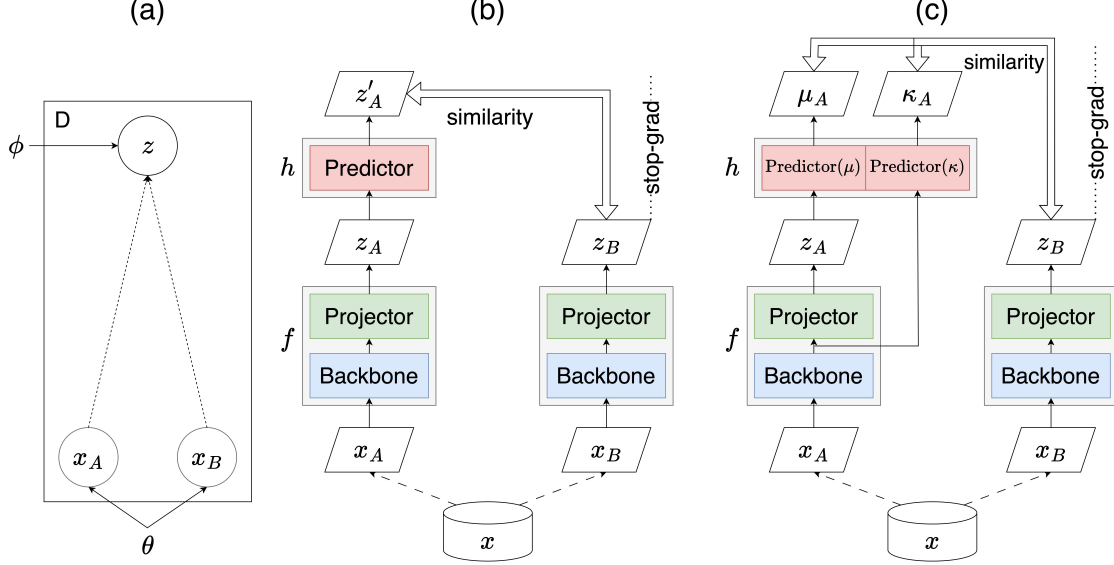 (a)
D
ϕ
z
x_A
x_B
θ
(b)
z'_A
similarity
stop-grad
h
Predictor
z_A
z_B
f
Projector
Projector
Backbone
Backbone
x_A
x_B
x
(c)
similarity
μ_A
κ_A
stop-grad
h
Predictor(μ)
Predictor(κ)
z_A
z_B
f
Projector
Projector
Backbone
Backbone
x_A
x_B
x